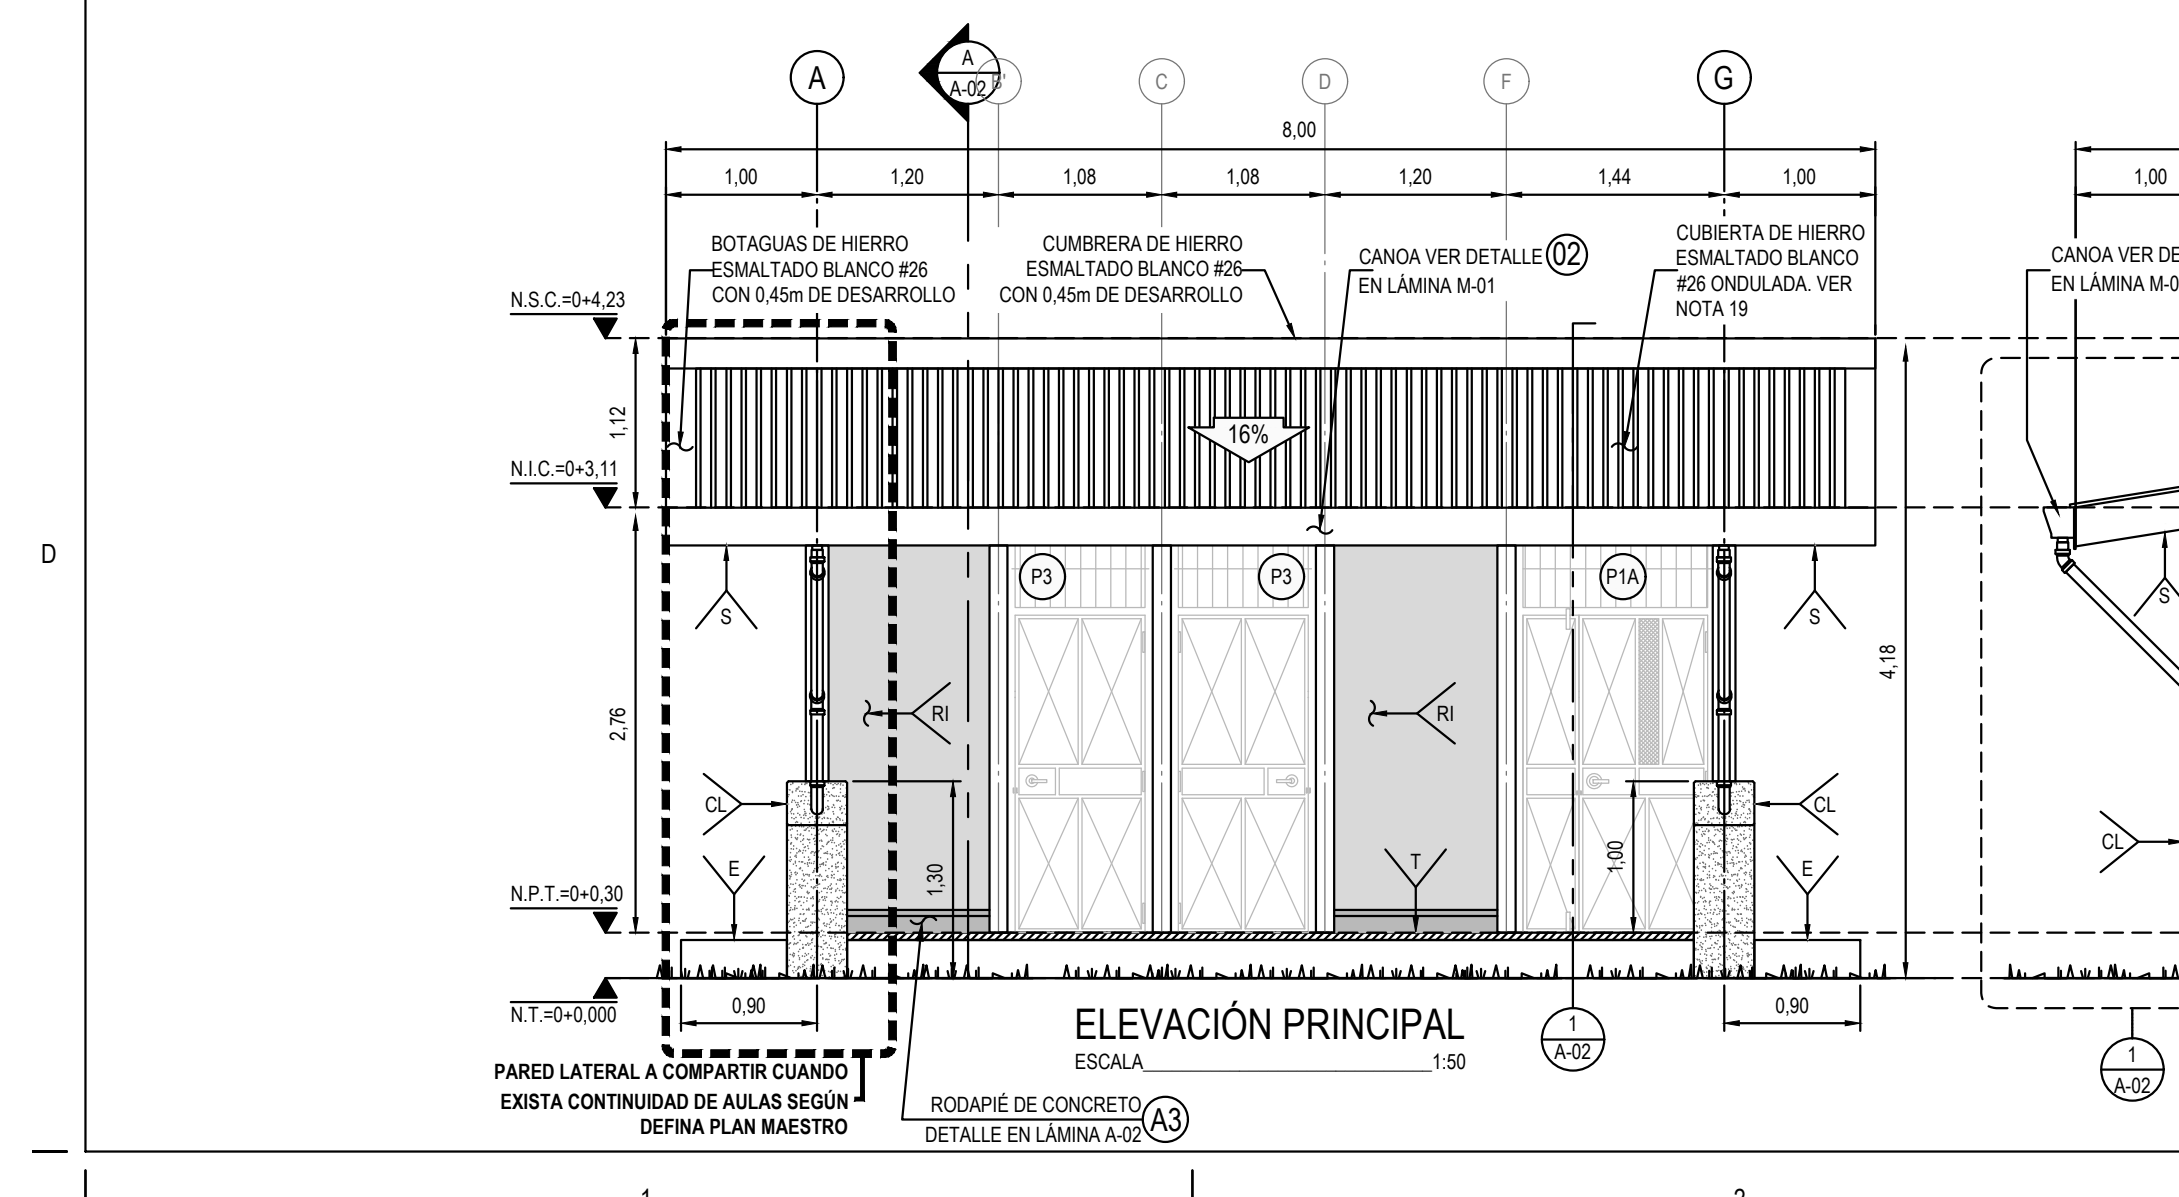 A
A
A-02
B'
C
D
F
G
8,00
1,00
1,20
1,08
1,08
1,20
1,44
1,00
1,00
BOTAGUAS DE HIERRO
ESMALTADO BLANCO #26
CON 0,45m DE DESARROLLO
CUMBRERA DE HIERRO
ESMALTADO BLANCO #26
CON 0,45m DE DESARROLLO
CANOA VER DETALLE 02
EN LÁMINA M-01
CUBIERTA DE HIERRO
ESMALTADO BLANCO
#26 ONDULADA. VER
NOTA 19
CANOA VER DE
EN LÁMINA M-0
N.S.C.=0+4,23
1,12
16%
N.I.C.=0+3,11
D
P3
P3
P1A
S
S
S
4,18
2,76
RI
RI
CL
CL
CL
E
1,30
T
1,00
E
N.P.T.=0+0,30
N.T.=0+0,000
0,90
0,90
ELEVACIÓN PRINCIPAL
ESCALA 1:50
1
A-02
1
A-02
PARED LATERAL A COMPARTIR CUANDO
EXISTA CONTINUIDAD DE AULAS SEGÚN
DEFINA PLAN MAESTRO
RODAPIÉ DE CONCRETO A3
DETALLE EN LÁMINA A-02
1
2